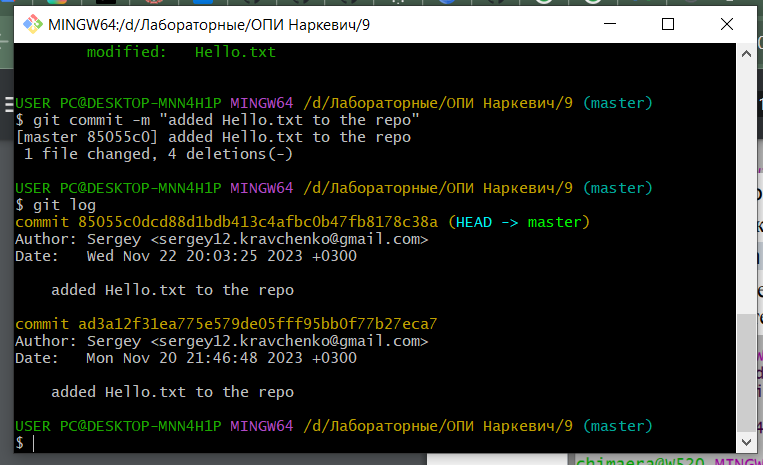 MINGW64:/d/Лабораторные/ОПИ Наркевич/9
modified: Hello.txt
USER PC@DESKTOP-MNN4H1P MINGW64 /d/Лабораторные/ОПИ Наркевич/9 (master)
$ git commit -m "added Hello.txt to the repo"
[master 85055c0] added Hello.txt to the repo
1 file changed, 4 deletions(-)
USER PC@DESKTOP-MNN4H1P MINGW64 /d/Лабораторные/ОПИ Наркевич/9 (master)
$ git log
commit 85055c0dcd88d1bdb413c4afbc0b47fb8178c38a (HEAD -> master)
Author: Sergey <sergey12.kravchenko@gmail.com>
Date: Wed Nov 22 20:03:25 2023 +0300
added Hello.txt to the repo
commit ad3a12f31ea775e579de05fff95bb0f77b27eca7
Author: Sergey <sergey12.kravchenko@gmail.com>
Date: Mon Nov 20 21:46:48 2023 +0300
added Hello.txt to the repo
USER PC@DESKTOP-MNN4H1P MINGW64 /d/Лабораторные/ОПИ Наркевич/9 (master)
$
chimaera@W520 MINGW